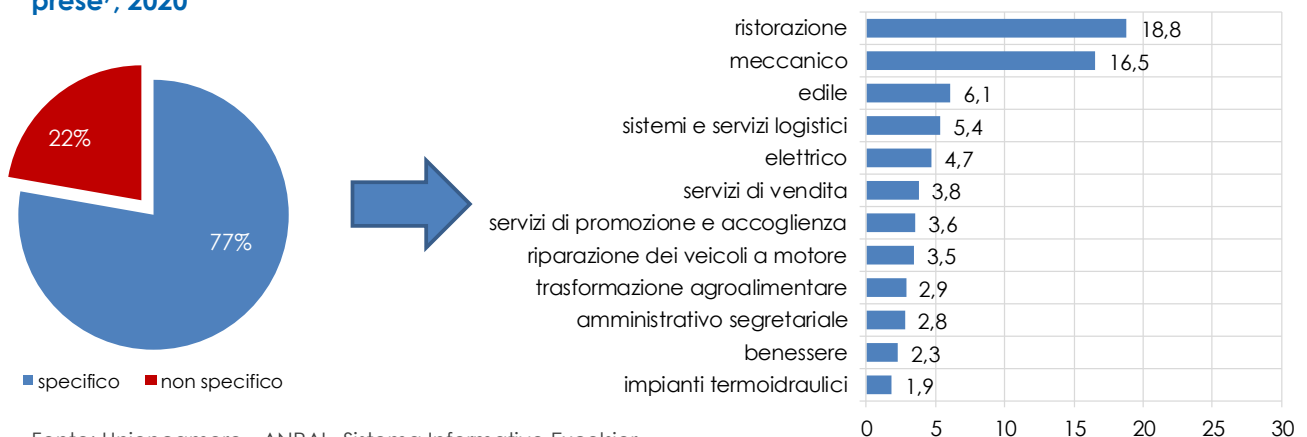 prese⁷, 2020
22%
77%
specifico
non specifico
ristorazione 18,8
meccanico 16,5
edile 6,1
sistemi e servizi logistici 5,4
elettrico 4,7
servizi di vendita 3,8
servizi di promozione e accoglienza 3,6
riparazione dei veicoli a motore 3,5
trasformazione agroalimentare 2,9
amministrativo segretariale 2,8
benessere 2,3
impianti termoidraulici 1,9
0 5 10 15 20 25 30